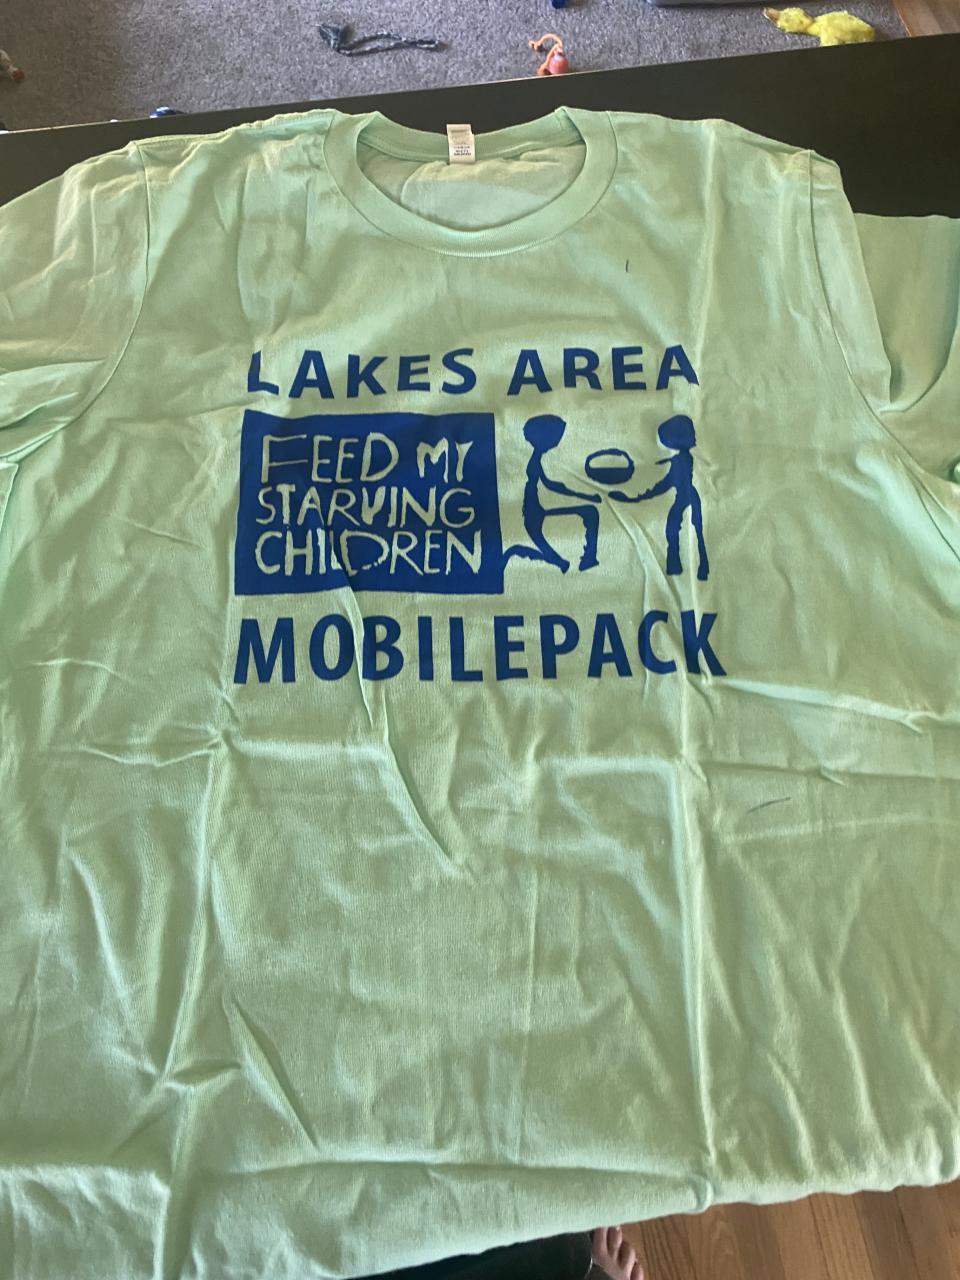 LAKES AREA
FEED MY
STARVING
CHILDREN
MOBILEPACK